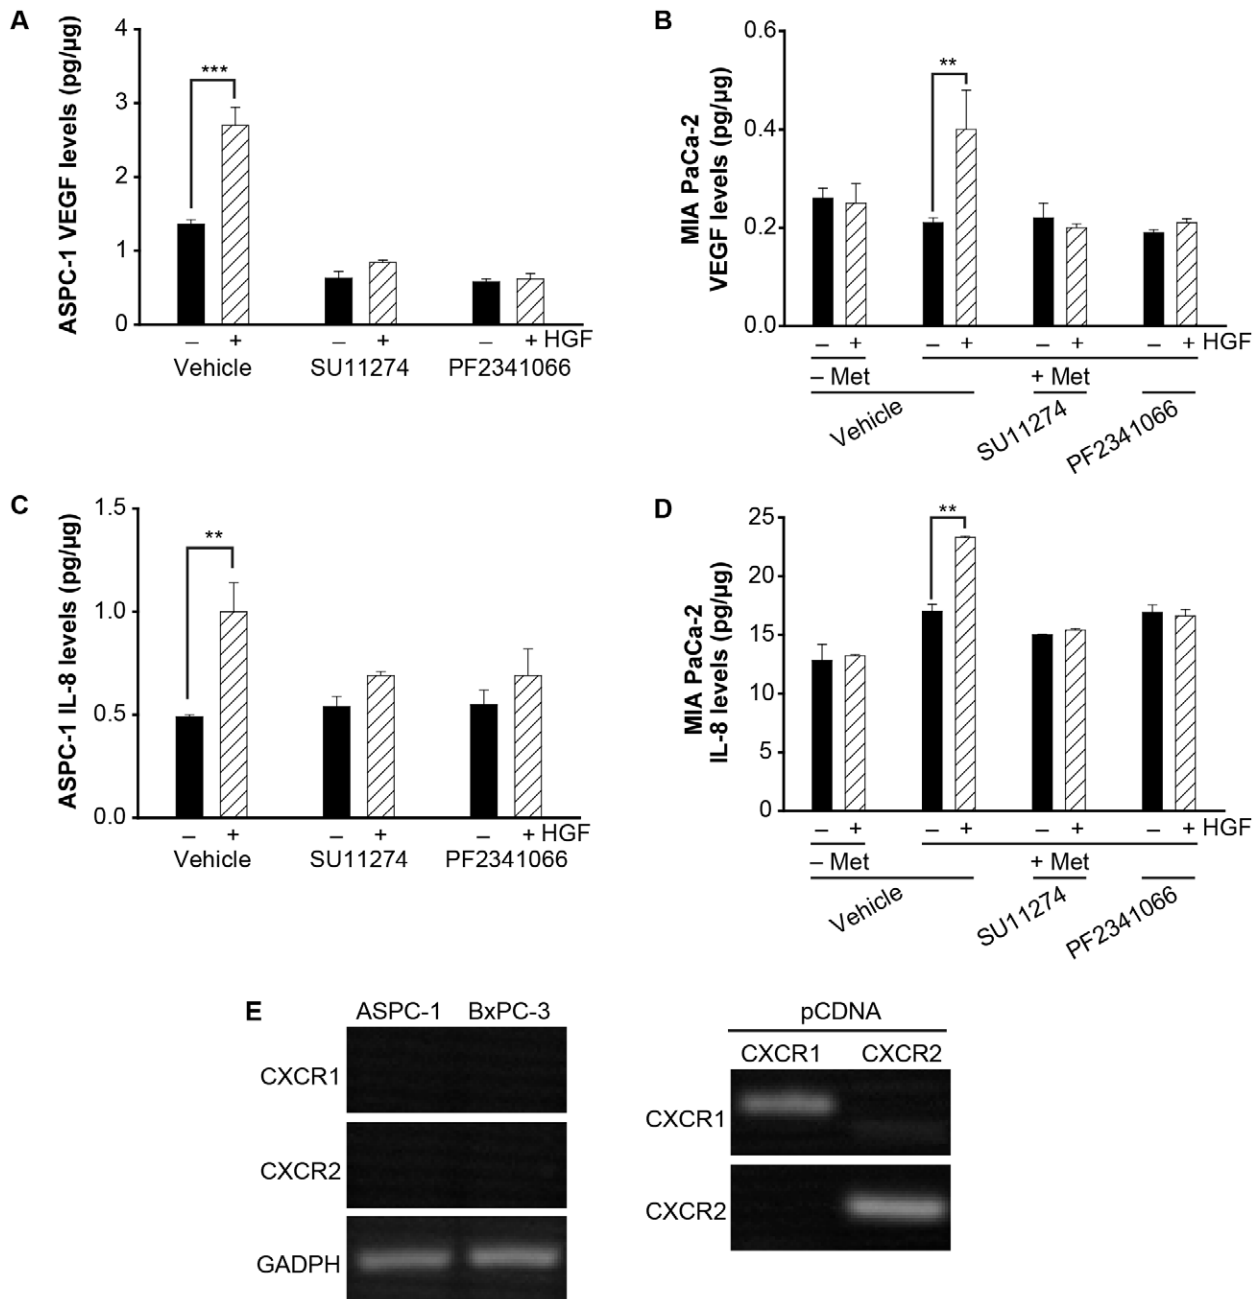 A
ASPC-1 VEGF levels (pg/µg)
4
3
2
1
0
***
– + – + – + HGF
Vehicle SU11274 PF2341066
B
MIA PaCa-2
VEGF levels (pg/µg)
0.6
0.4
0.2
0.0
**
– + – + – + – + HGF
– Met + Met
Vehicle SU11274 PF2341066
C
ASPC-1 IL-8 levels (pg/µg)
1.5
1.0
0.5
0.0
**
– + – + – + HGF
Vehicle SU11274 PF2341066
D
MIA PaCa-2
IL-8 levels (pg/µg)
25
20
15
10
5
0
**
– + – + – + – + HGF
– Met + Met
Vehicle SU11274 PF2341066
E
ASPC-1 BxPC-3
CXCR1
CXCR2
GADPH
pCDNA
CXCR1 CXCR2
CXCR1
CXCR2